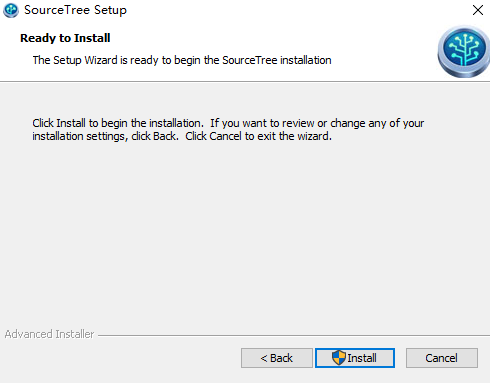 SourceTree Setup
Ready to Install
The Setup Wizard is ready to begin the SourceTree installation
Click Install to begin the installation.  If you want to review or change any of your
installation settings, click Back.  Click Cancel to exit the wizard.
Advanced Installer
< Back
Install
Cancel